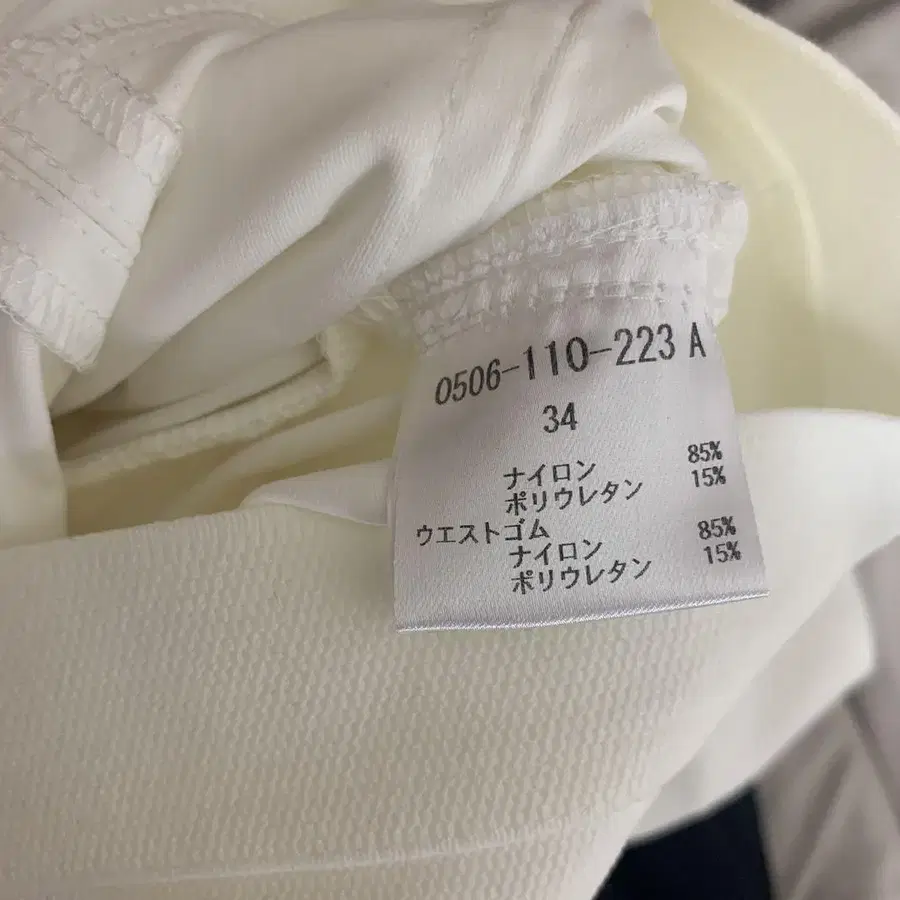 0506-110-223 A
34
ナイロン 85%
ポリウレタン 15%
ウエストゴム
ナイロン 85%
ポリウレタン 15%